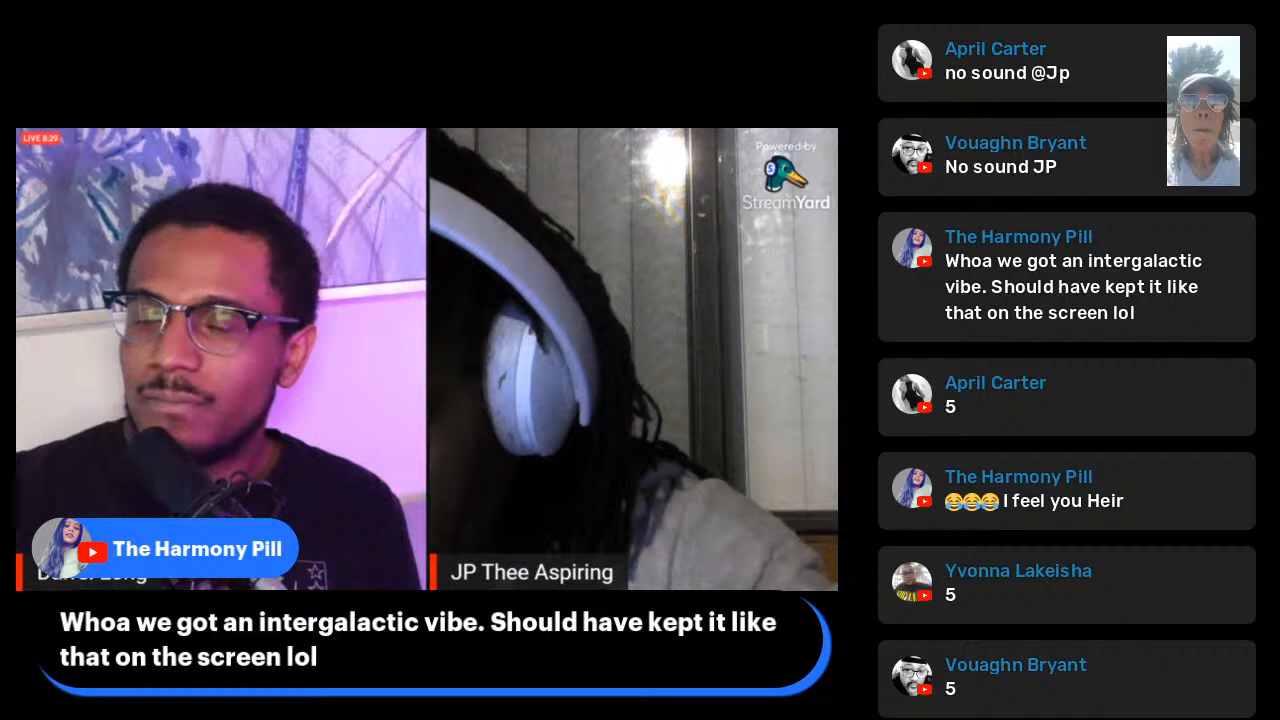 LIVE 8:29
Powered by
StreamYard
The Harmony Pill
JP Thee Aspiring
Whoa we got an intergalactic vibe. Should have kept it like
that on the screen lol
April Carter
no sound @Jp
Vouaghn Bryant
No sound JP
The Harmony Pill
Whoa we got an intergalactic
vibe. Should have kept it like
that on the screen lol
April Carter
5
The Harmony Pill
😂😂😂 I feel you Heir
Yvonna Lakeisha
5
Vouaghn Bryant
5